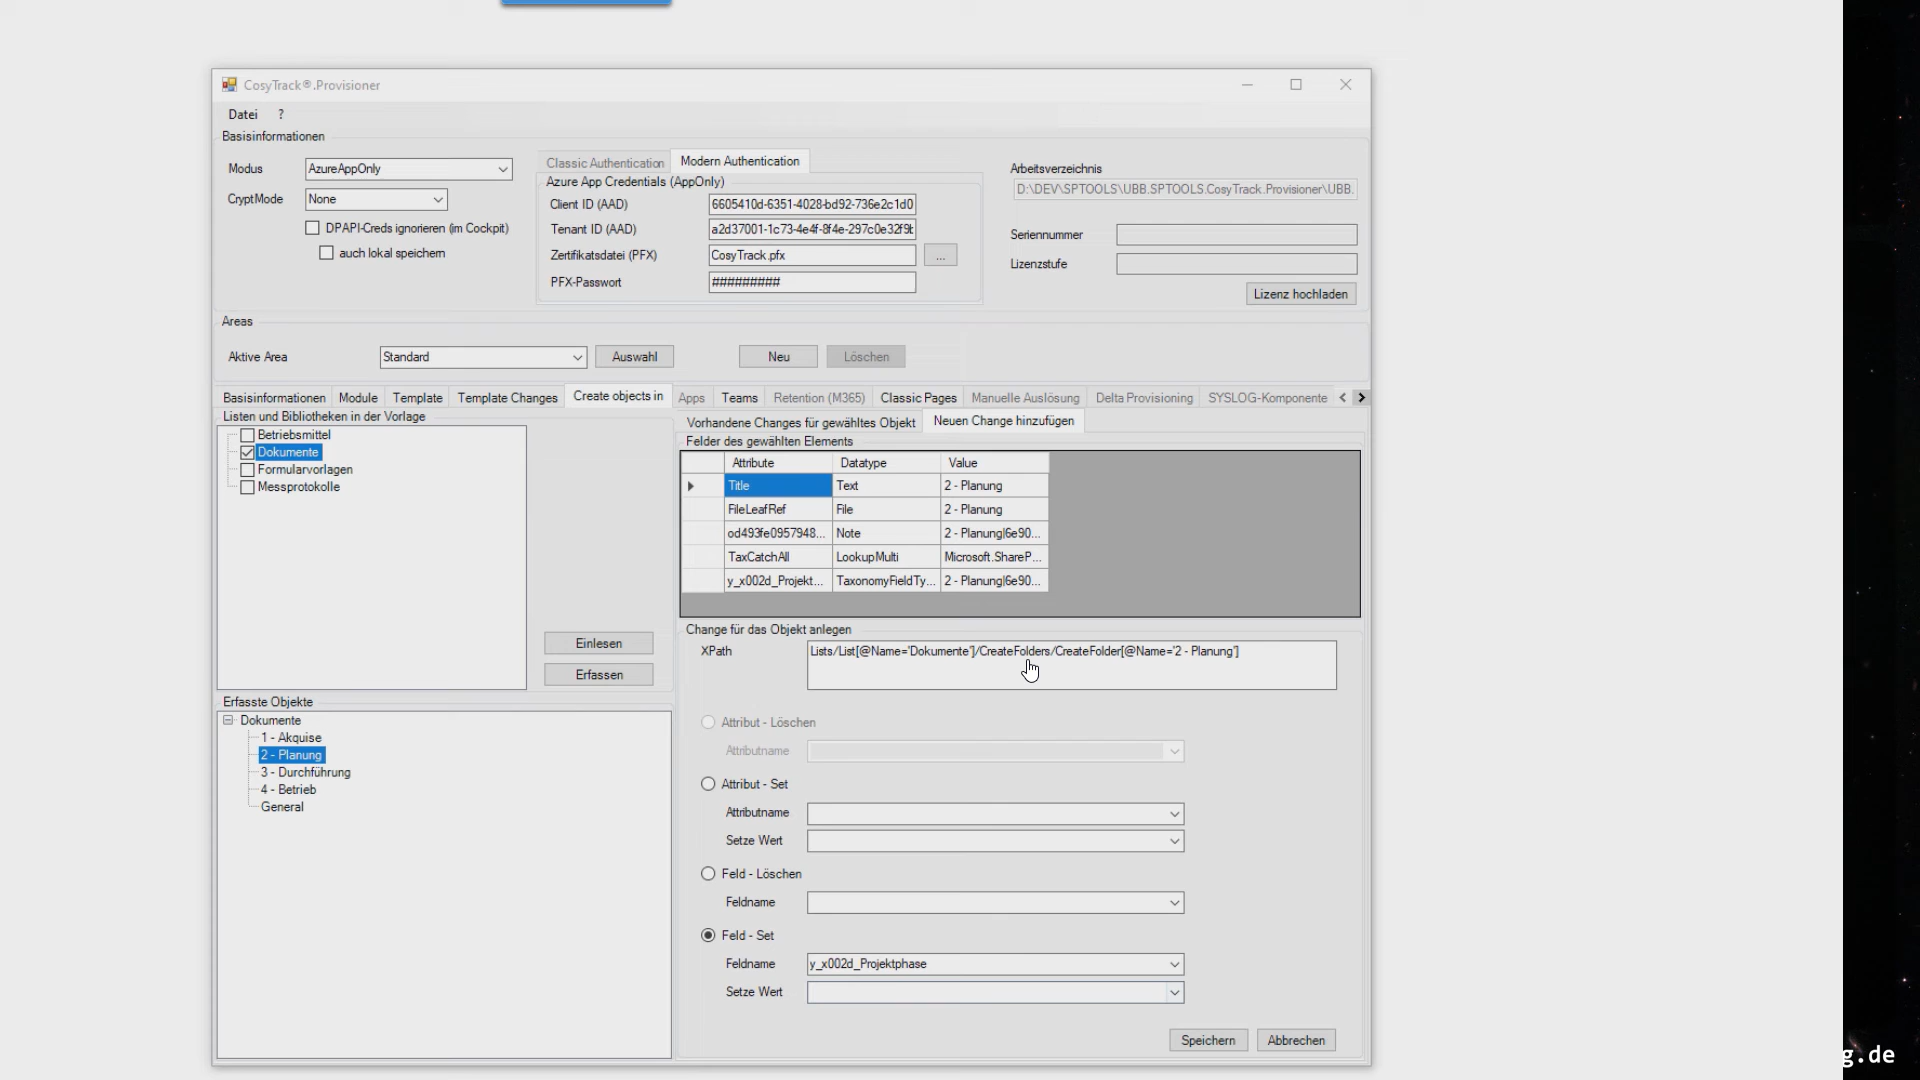 CosyTrack®.Provisioner
Datei ?
Basisinformationen
Modus AzureAppOnly
CryptMode None
DPAPI-Creds ignorieren (im Cockpit)
auch lokal speichern
Classic Authentication Modern Authentication
Azure App Credentials (AppOnly)
Client ID (AAD) 6605410d-6351-4028-bd92-736e2c1d0
Tenant ID (AAD) a2d37001-1c73-4e4f-8f4e-297c0e32f9b
Zertifikatsdatei (PFX) CosyTrack.pfx ...
PFX-Passwort #########
Arbeitsverzeichnis
D:\DEV\SPTOOLS\UBB.SPTOOLS.CosyTrack.Provisioner\UBB.
Seriennummer
Lizenzstufe
Lizenz hochladen
Areas
Aktive Area Standard Auswahl Neu Löschen
Basisinformationen Module Template Template Changes Create objects in Apps Teams Retention (M365) Classic Pages Manuelle Auslösung Delta Provisioning SYSLOG-Komponente
Listen und Bibliotheken in der Vorlage
Betriebsmittel
Dokumente
Formularvorlagen
Messprotokolle
Einlesen
Erfassen
Erfasste Objekte
Dokumente
1 - Akquise
2 - Planung
3 - Durchführung
4 - Betrieb
General
Vorhandene Changes für gewähltes Objekt Neuen Change hinzufügen
Felder des gewählten Elements
Attribute Datatype Value
Title Text 2 - Planung
FileLeafRef File 2 - Planung
od493fe0957948... Note 2 - Planung|6e90...
TaxCatchAll LookupMulti Microsoft.ShareP...
y_x002d_Projekt... TaxonomyFieldTy... 2 - Planung|6e90...
Change für das Objekt anlegen
XPath Lists/List[@Name='Dokumente']/CreateFolders/CreateFolder[@Name='2 - Planung']
Attribut - Löschen
Attributname
Attribut - Set
Attributname
Setze Wert
Feld - Löschen
Feldname
Feld - Set
Feldname y_x002d_Projektphase
Setze Wert
Speichern Abbrechen
g.de